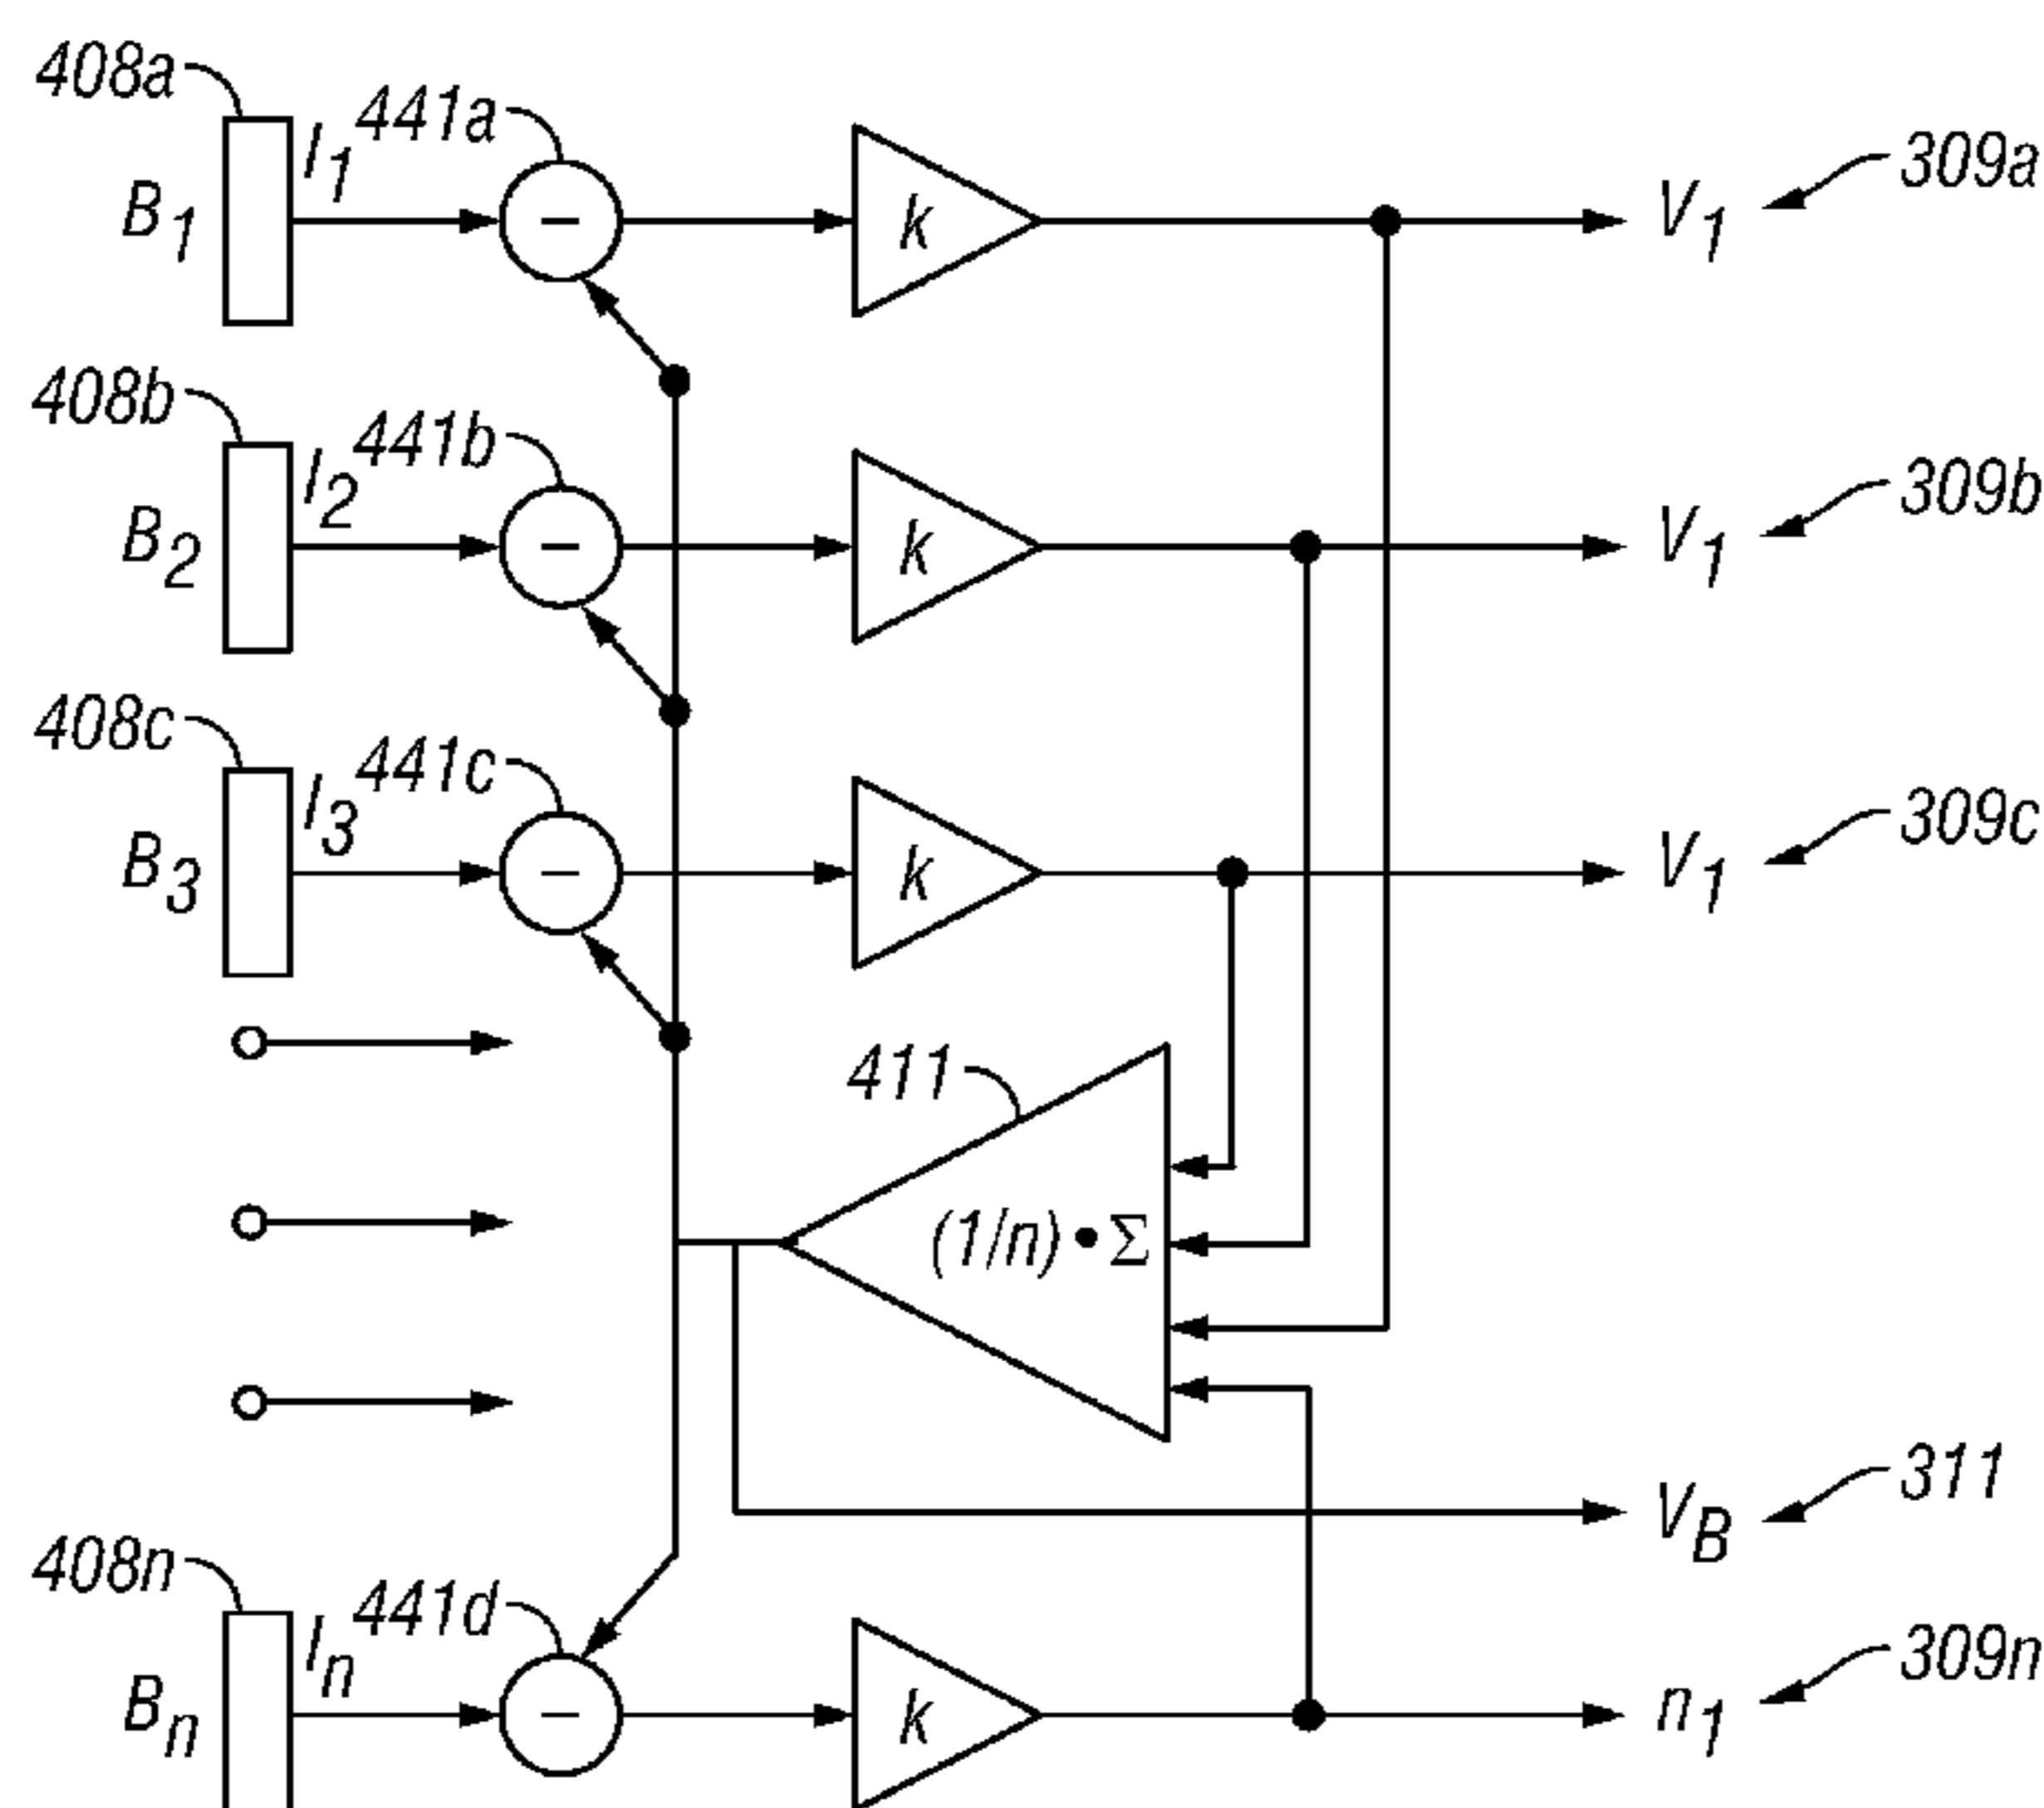 408a
I1
441a
B1
−
k
V1
309a
408b
I2
441b
B2
−
k
V1
309b
408c
I3
441c
B3
−
k
V1
309c
411
(1/n)•Σ
VB
311
408n
In
441d
Bn
−
k
n1
309n